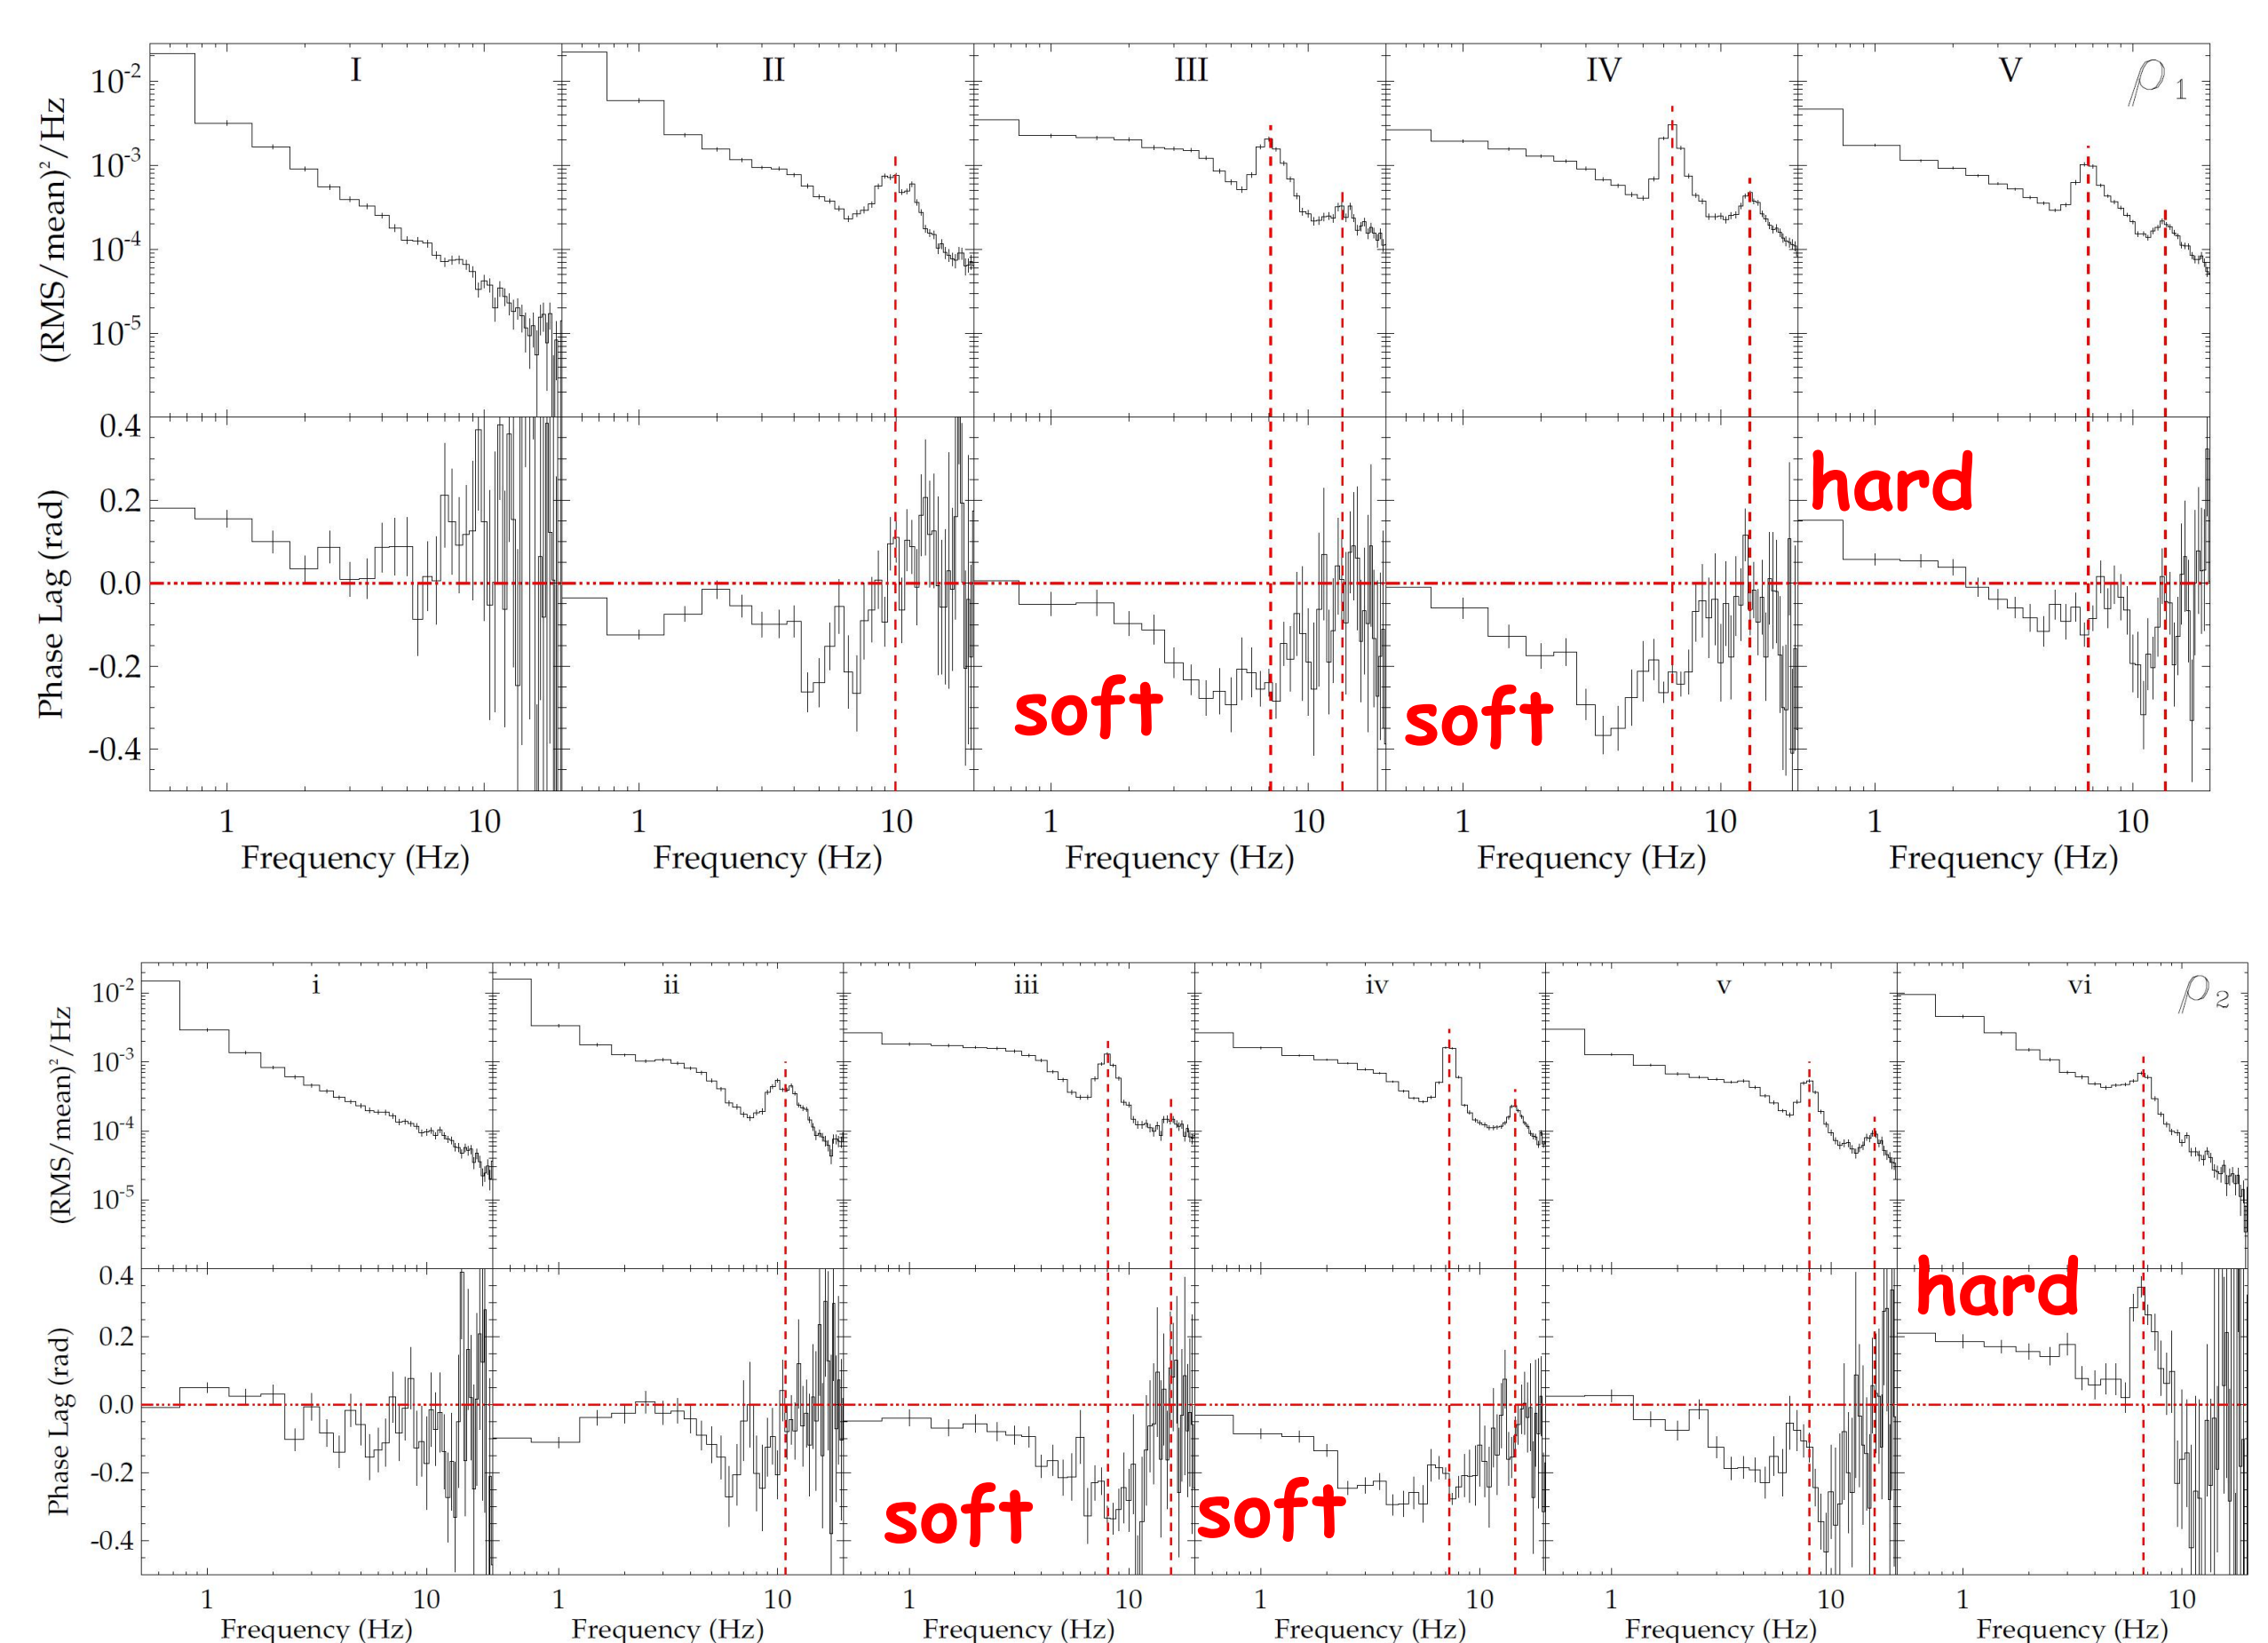 I II III IV V ρ 1
(RMS/mean)²/Hz
10-2
10-3
10-4
10-5
hard
soft soft
Phase Lag (rad)
0.4
0.2
0.0
-0.2
-0.4
1 10 1 10 1 10 1 10 1 10
Frequency (Hz) Frequency (Hz) Frequency (Hz) Frequency (Hz) Frequency (Hz)
i ii iii iv v vi ρ 2
(RMS/mean)²/Hz
10-2
10-3
10-4
10-5
hard
soft soft
Phase Lag (rad)
0.4
0.2
0.0
-0.2
-0.4
1 10 1 10 1 10 1 10 1 10 1 10
Frequency (Hz) Frequency (Hz) Frequency (Hz) Frequency (Hz) Frequency (Hz) Frequency (Hz)